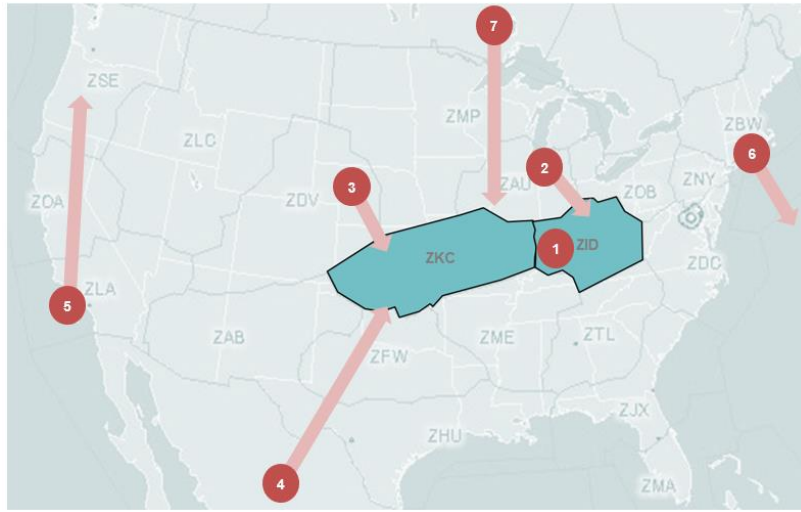 7
ZSE
ZMP
ZBW
ZLC
6
2
ZAU
ZNY
3
ZOB
ZDV
ZOA
1
ZID
ZKC
ZDC
ZLA
5
ZME
ZTL
ZAB
ZFW
ZJX
ZHU
4
ZMA